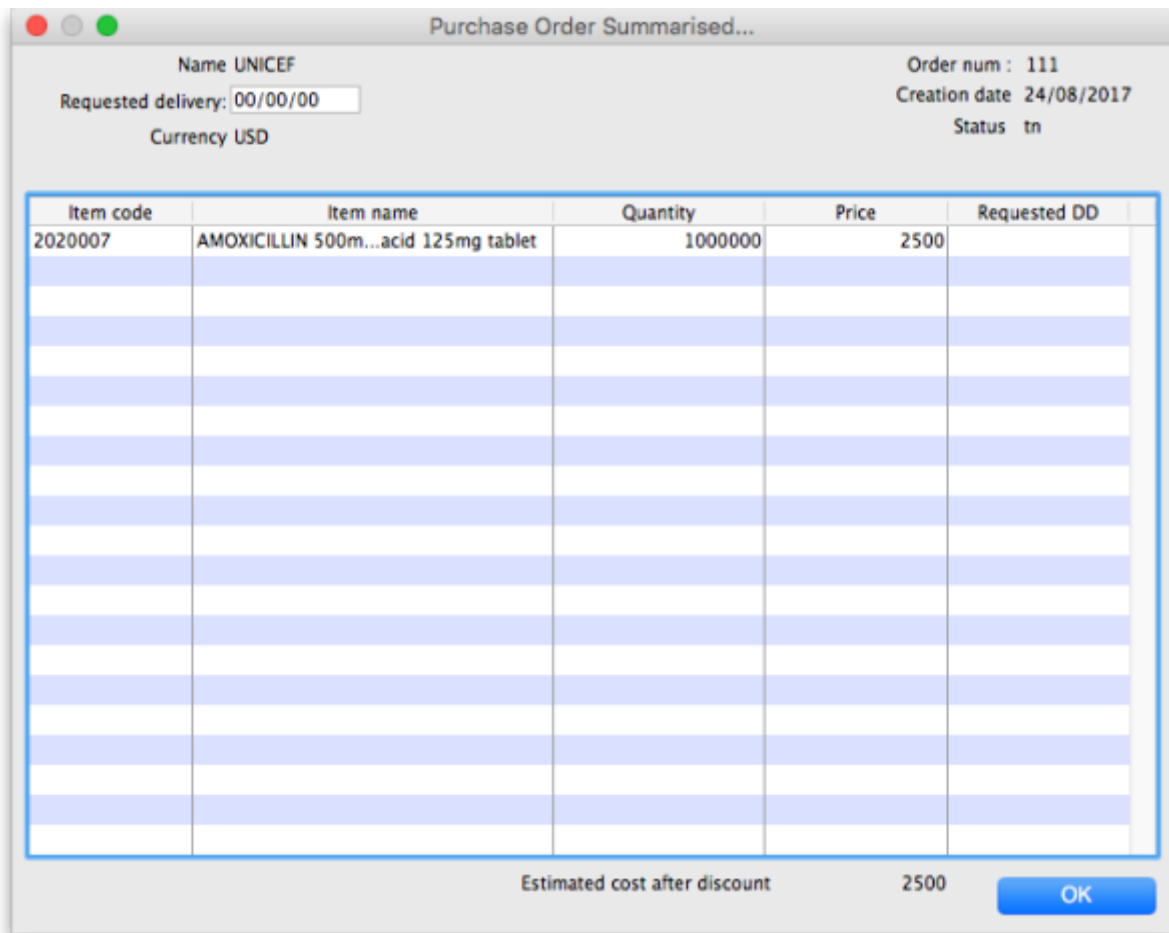 Purchase Order Summarised...
Name UNICEF Order num : 111
Requested delivery: 00/00/00 Creation date 24/08/2017
Currency USD Status tn
Item code Item name Quantity Price Requested DD
2020007 AMOXICILLIN 500m...acid 125mg tablet 1000000 2500
Estimated cost after discount 2500 OK